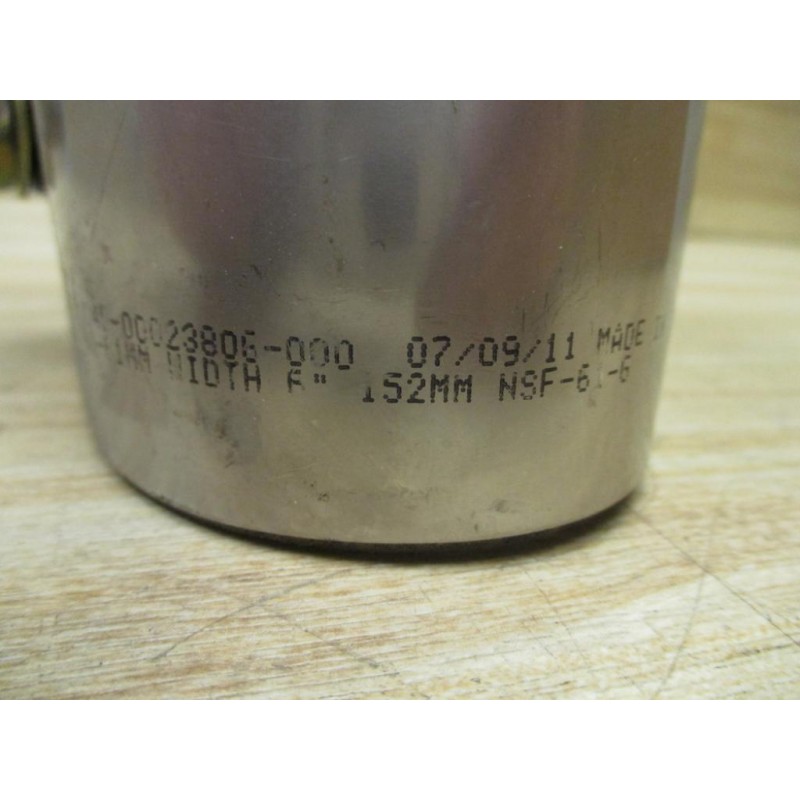 -00023806-000 07/09/11 MADE
WIDTH 6" 152MM NSF-61-G